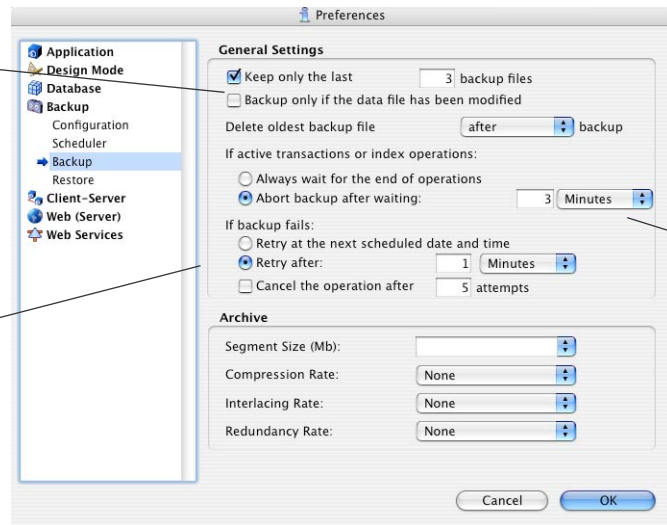 Preferences
Application
Design Mode
Database
Backup
Configuration
Scheduler
Backup
Restore
Client-Server
Web (Server)
Web Services
General Settings
Keep only the last 3 backup files
Backup only if the data file has been modified
Delete oldest backup file after backup
If active transactions or index operations:
Always wait for the end of operations
Abort backup after waiting: 3 Minutes
If backup fails:
Retry at the next scheduled date and time
Retry after: 1 Minutes
Cancel the operation after 5 attempts
Archive
Segment Size (Mb):
Compression Rate: None
Interlacing Rate: None
Redundancy Rate: None
Cancel OK